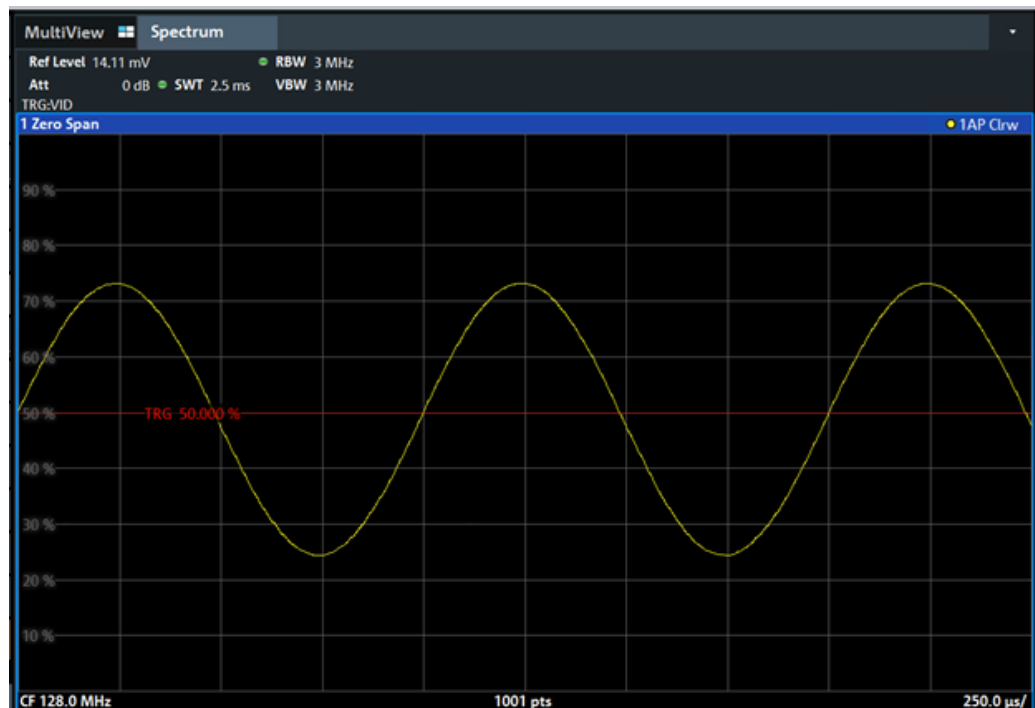 MultiView Spectrum
Ref Level 14.11 mV RBW 3 MHz
Att 0 dB SWT 2.5 ms VBW 3 MHz
TRG:VID
1 Zero Span 1AP Clrw
90 %
80 %
70 %
60 %
50 % TRG 50.000 %
40 %
30 %
20 %
10 %
CF 128.0 MHz 1001 pts 250.0 µs/